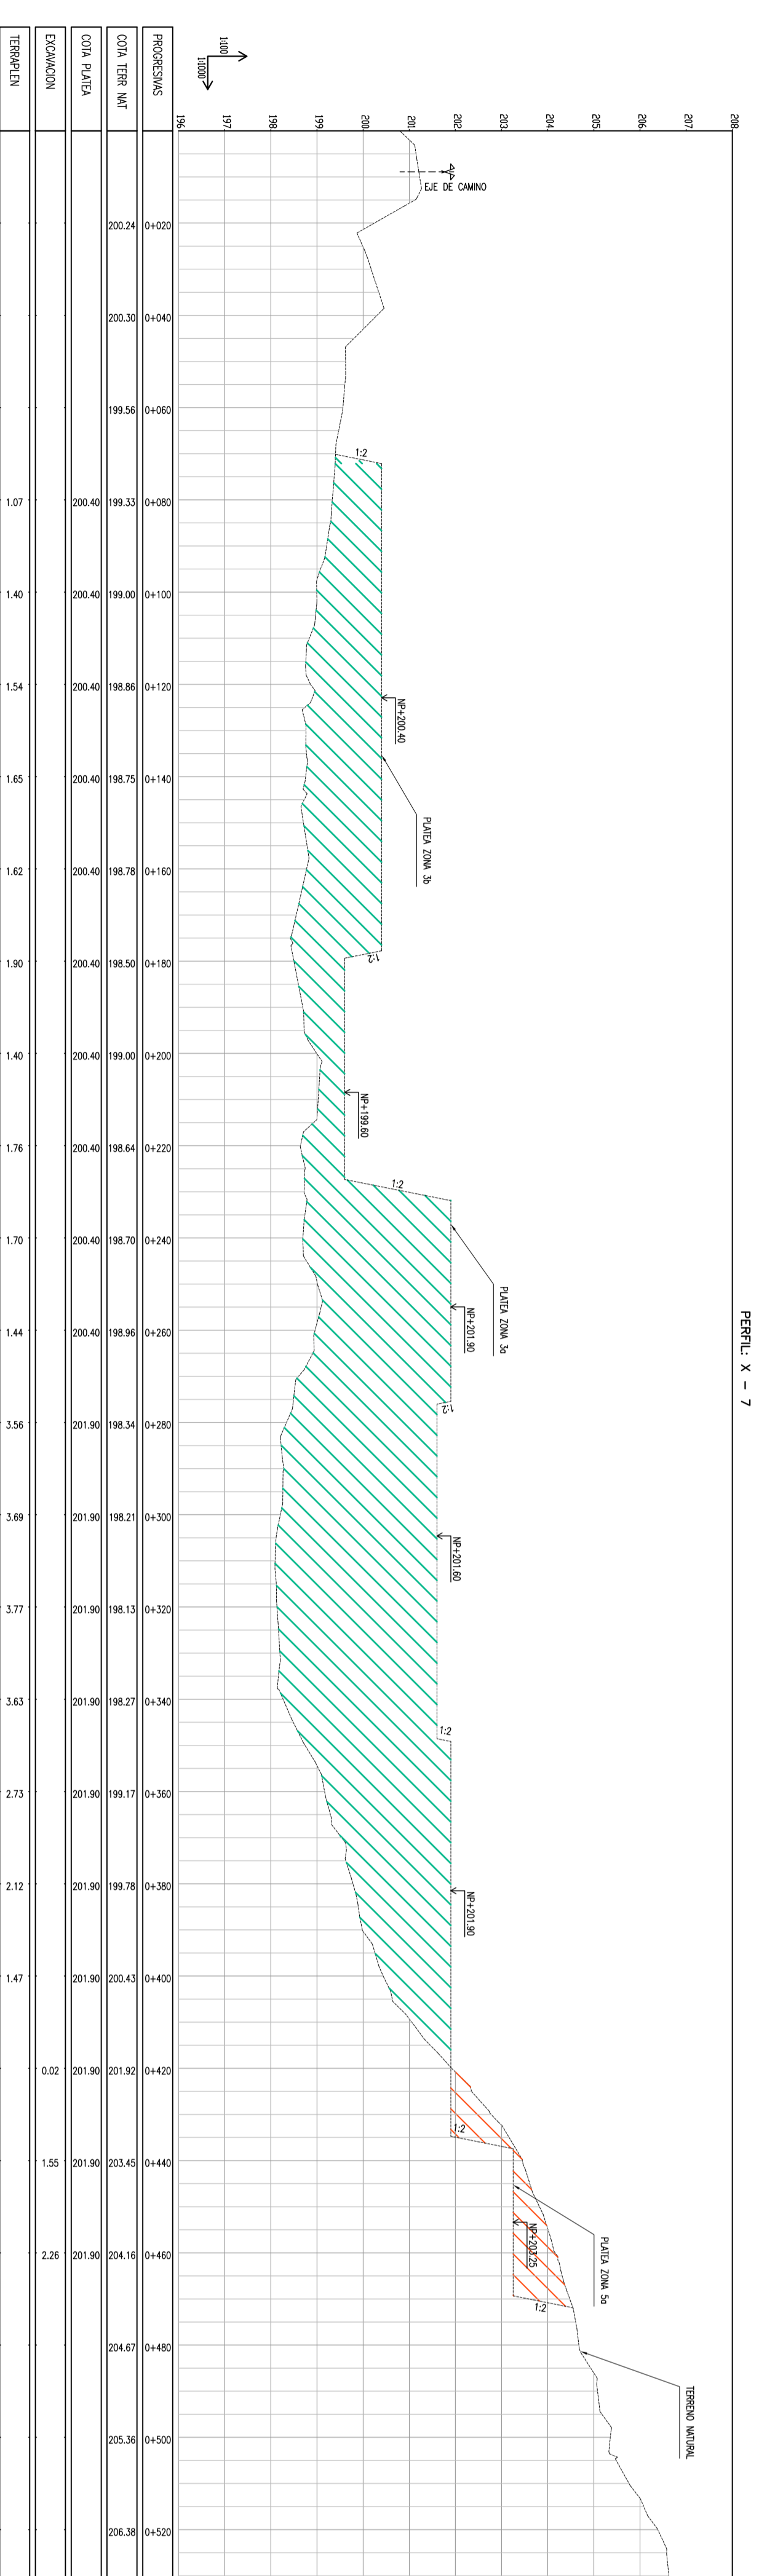 PERFIL: X - 7
208
207
206
205
204
203
202
201
200
199
198
197
196
1:100
1:1000
EJE DE CAMINO
1:2
NP+200.40
PLATEA ZONA 3b
1:2
NP+199.60
1:2
PLATEA ZONA 3a
NP+201.90
1:2
NP+201.60
1:2
NP+201.90
1:2
PLATEA ZONA 5a
NP+203.25
1:2
TERRENO NATURAL
PROGRESIVAS 0+020 0+040 0+060 0+080 0+100 0+120 0+140 0+160 0+180 0+200 0+220 0+240 0+260 0+280 0+300 0+320 0+340 0+360 0+380 0+400 0+420 0+440 0+460 0+480 0+500 0+520
COTA TERR NAT 200.24 200.30 199.56 199.33 199.00 198.86 198.75 198.78 198.50 199.00 198.64 198.70 198.96 198.34 198.21 198.13 198.27 199.17 199.78 200.43 201.92 203.45 204.16 204.67 205.36 206.38
COTA PLATEA 200.40 200.40 200.40 200.40 200.40 200.40 200.40 200.40 200.40 200.40 201.90 201.90 201.90 201.90 201.90 201.90 201.90 201.90 201.90 201.90
EXCAVACION 0.02 1.55 2.26
TERRAPLEN 1.07 1.40 1.54 1.65 1.62 1.90 1.40 1.76 1.70 1.44 3.56 3.69 3.77 3.63 2.73 2.12 1.47